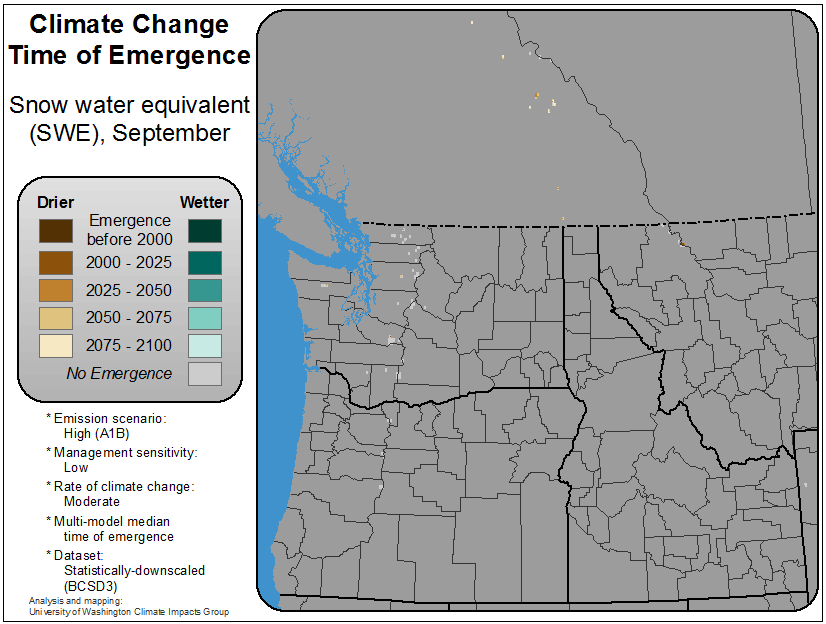 Climate Change
Time of Emergence
Snow water equivalent
(SWE), September
Drier
Wetter
Emergence
before 2000
2000 - 2025
2025 - 2050
2050 - 2075
2075 - 2100
No Emergence
* Emission scenario:
High (A1B)
* Management sensitivity:
Low
* Rate of climate change:
Moderate
* Multi-model median
time of emergence
* Dataset:
Statistically-downscaled
(BCSD3)
Analysis and mapping:
University of Washington Climate Impacts Group